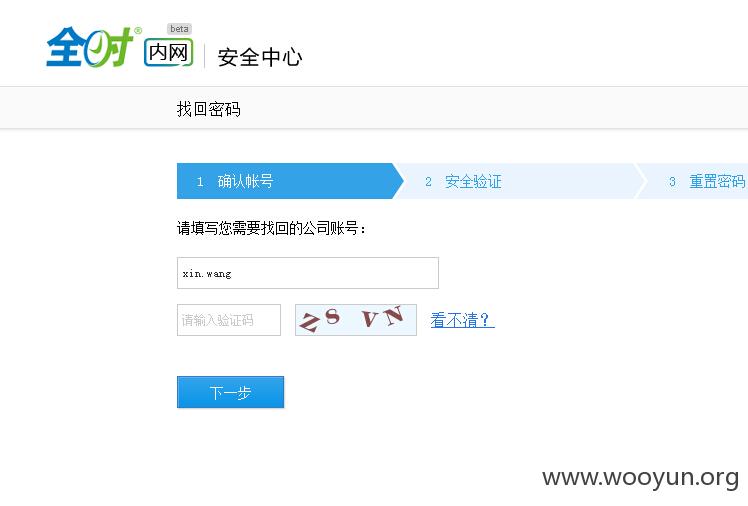 beta
全时® 内网 安全中心
找回密码
1 确认帐号 2 安全验证 3 重置密码
请填写您需要找回的公司账号：
xin.wang
请输入验证码 ZS VN 看不清？
下一步
www.wooyun.org